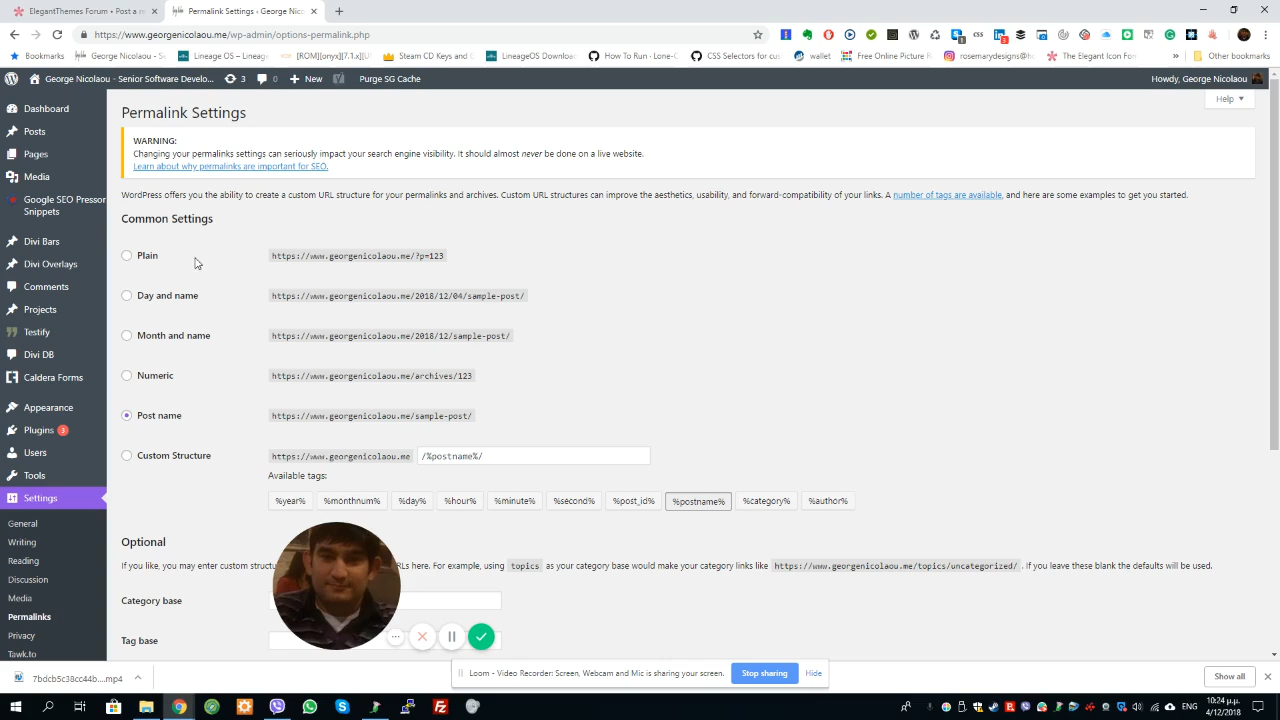 ElegantThemes Forum • Post a r
Permalink Settings ‹ George Nico
https://www.georgenicolaou.me/wp-admin/options-permalink.php
Bookmarks
George Nicolaou - Se
Lineage OS – Lineag
[ROM][onyx][7.1.x][U
Steam CD Keys and G
LineageOS Downloa
How To Run - Lone-
CSS Selectors for cus
wallet
Free Online Picture R
rosemarydesigns@h
The Elegant Icon Fon
»
Other bookmarks
George Nicolaou - Senior Software Develo...
3
0
New
Purge SG Cache
Howdy, George Nicolaou
Dashboard
Posts
Pages
Media
Google SEO Pressor
Snippets
Divi Bars
Divi Overlays
Comments
Projects
Testify
Divi DB
Caldera Forms
Appearance
Plugins 3
Users
Tools
Settings
General
Writing
Reading
Discussion
Media
Permalinks
Privacy
Tawk.to
Help
Permalink Settings
WARNING:
Changing your permalinks settings can seriously impact your search engine visibility. It should almost never be done on a live website.
Learn about why permalinks are important for SEO.
WordPress offers you the ability to create a custom URL structure for your permalinks and archives. Custom URL structures can improve the aesthetics, usability, and forward-compatibility of your links. A number of tags are available, and here are some examples to get you started.
Common Settings
Plain https://www.georgenicolaou.me/?p=123
Day and name https://www.georgenicolaou.me/2018/12/04/sample-post/
Month and name https://www.georgenicolaou.me/2018/12/sample-post/
Numeric https://www.georgenicolaou.me/archives/123
Post name https://www.georgenicolaou.me/sample-post/
Custom Structure https://www.georgenicolaou.me /%postname%/
Available tags:
%year% %monthnum% %day% %hour% %minute% %second% %post_id% %postname% %category% %author%
Optional
If you like, you may enter custom structu RLs here. For example, using topics as your category base would make your category links like https://www.georgenicolaou.me/topics/uncategorized/ . If you leave these blank the defaults will be used.
Category base
Tag base
Loom - Video Recorder: Screen, Webcam and Mic is sharing your screen. Stop sharing Hide
7bdcb5c38cc44b....mp4
Show all
ENG
10:24 μ.μ.
4/12/2018